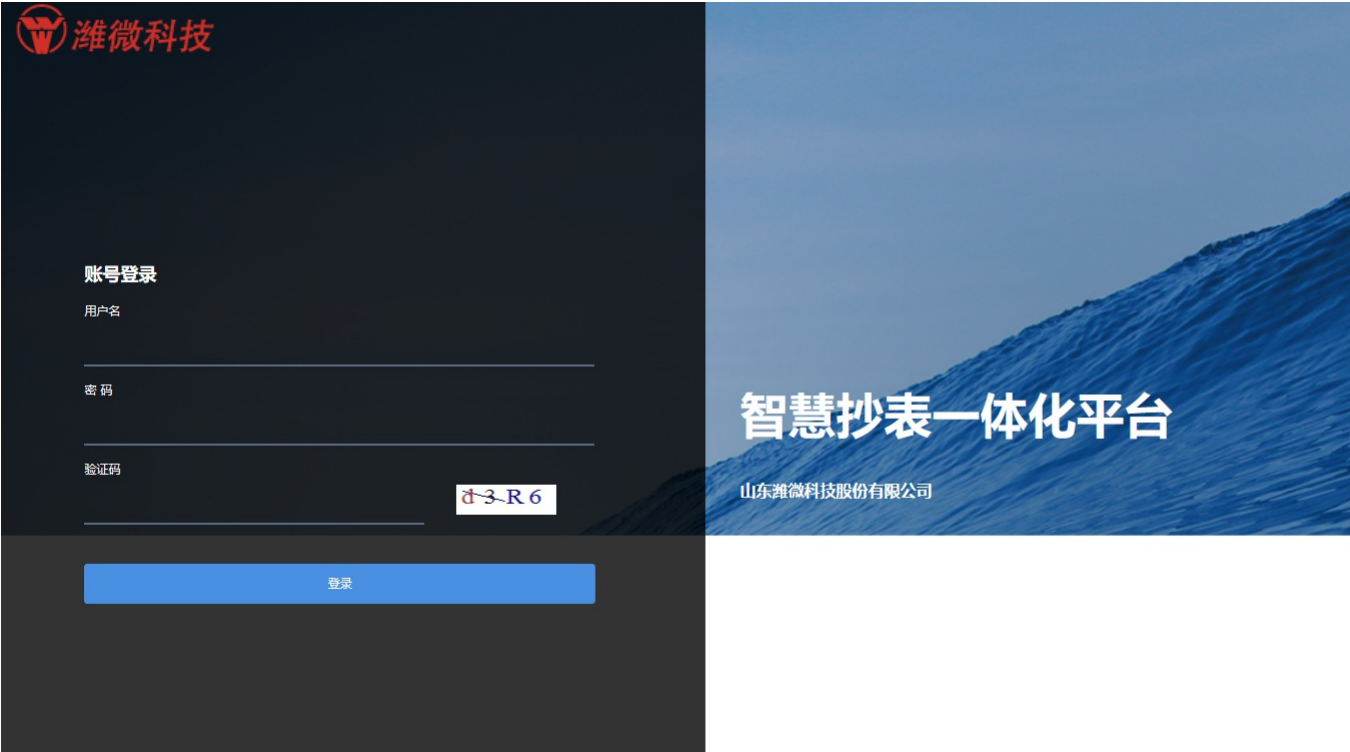 潍微科技
账号登录
用户名
密 码
验证码
d 3 R 6
登录
智慧抄表一体化平台
山东潍微科技股份有限公司